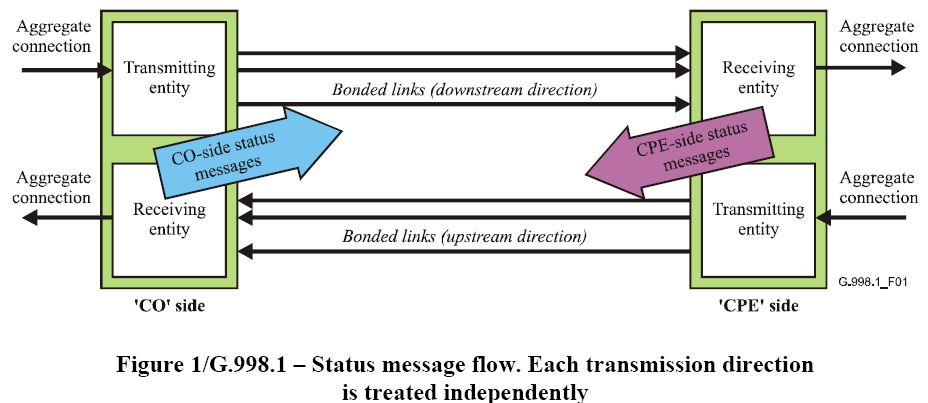 Aggregate
connection
Transmitting
entity
Bonded links (downstream direction)
Receiving
entity
Aggregate
connection
CO-side status
messages
CPE-side status
messages
Aggregate
connection
Receiving
entity
Bonded links (upstream direction)
Transmitting
entity
Aggregate
connection
G.998.1_F01
'CO' side
'CPE' side
Figure 1/G.998.1 – Status message flow. Each transmission direction
is treated independently